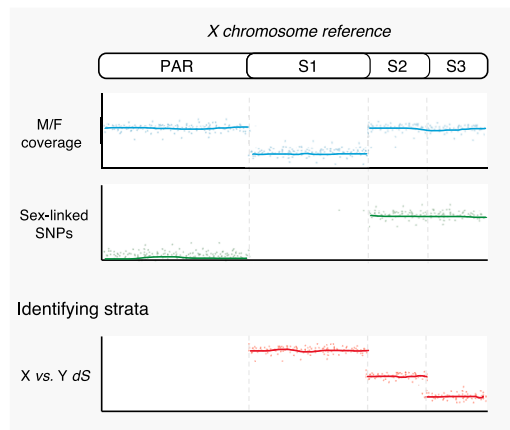 X chromosome reference
PAR S1 S2 S3
M/F
coverage
Sex-linked
SNPs
Identifying strata
X vs. Y dS